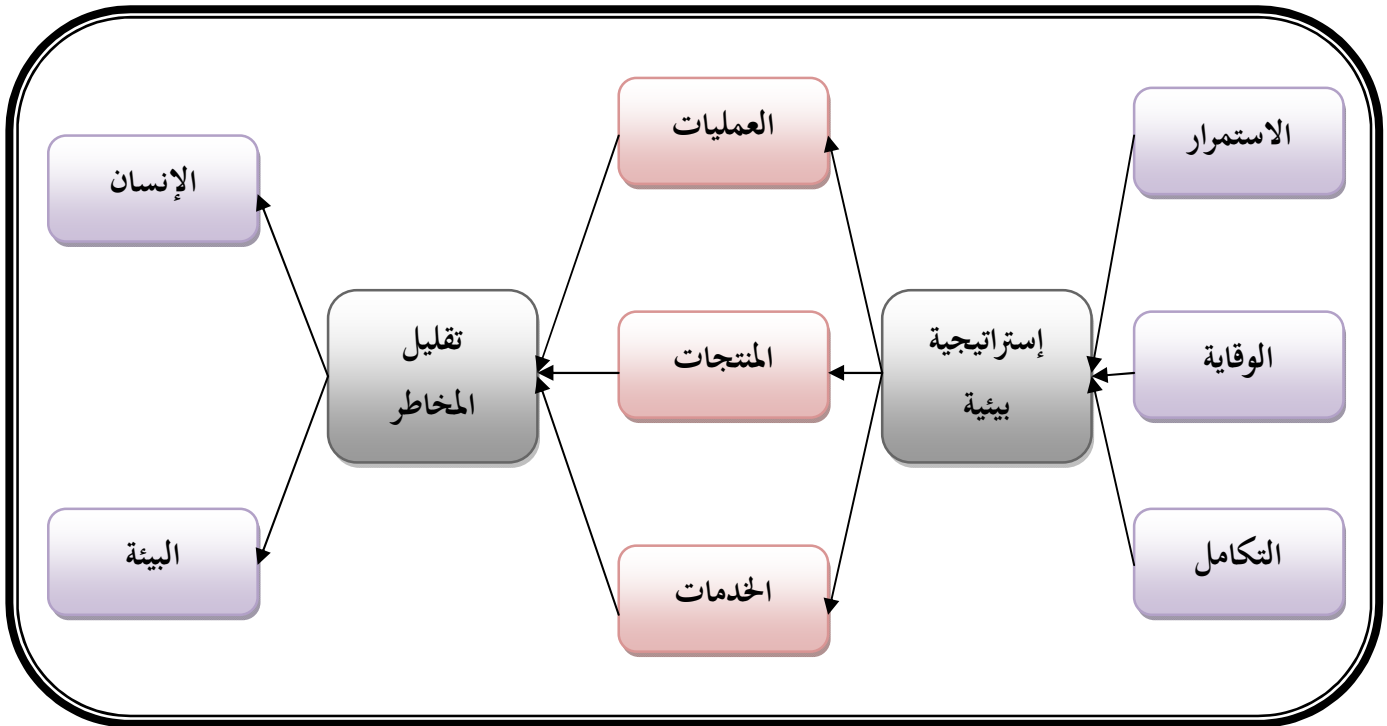 الاستمرار
الوقاية
التكامل
إستراتيجية
بيئية
العمليات
المنتجات
الخدمات
تقليل
المخاطر
الإنسان
البيئة